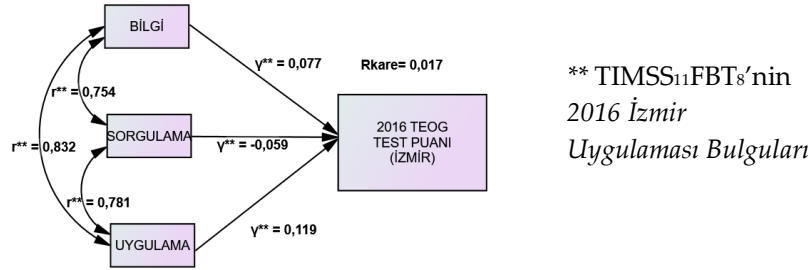 BİLGİ
γ** = 0,077
Rkare= 0,017
r** = 0,754
SORGULAMA
γ** = -0,059
2016 TEOG
TEST PUANI
(İZMİR)
r** = 0,832
r** = 0,781
UYGULAMA
γ** = 0,119
** TIMSS₁₁FBT₈’nin
2016 İzmir
Uygulaması Bulguları